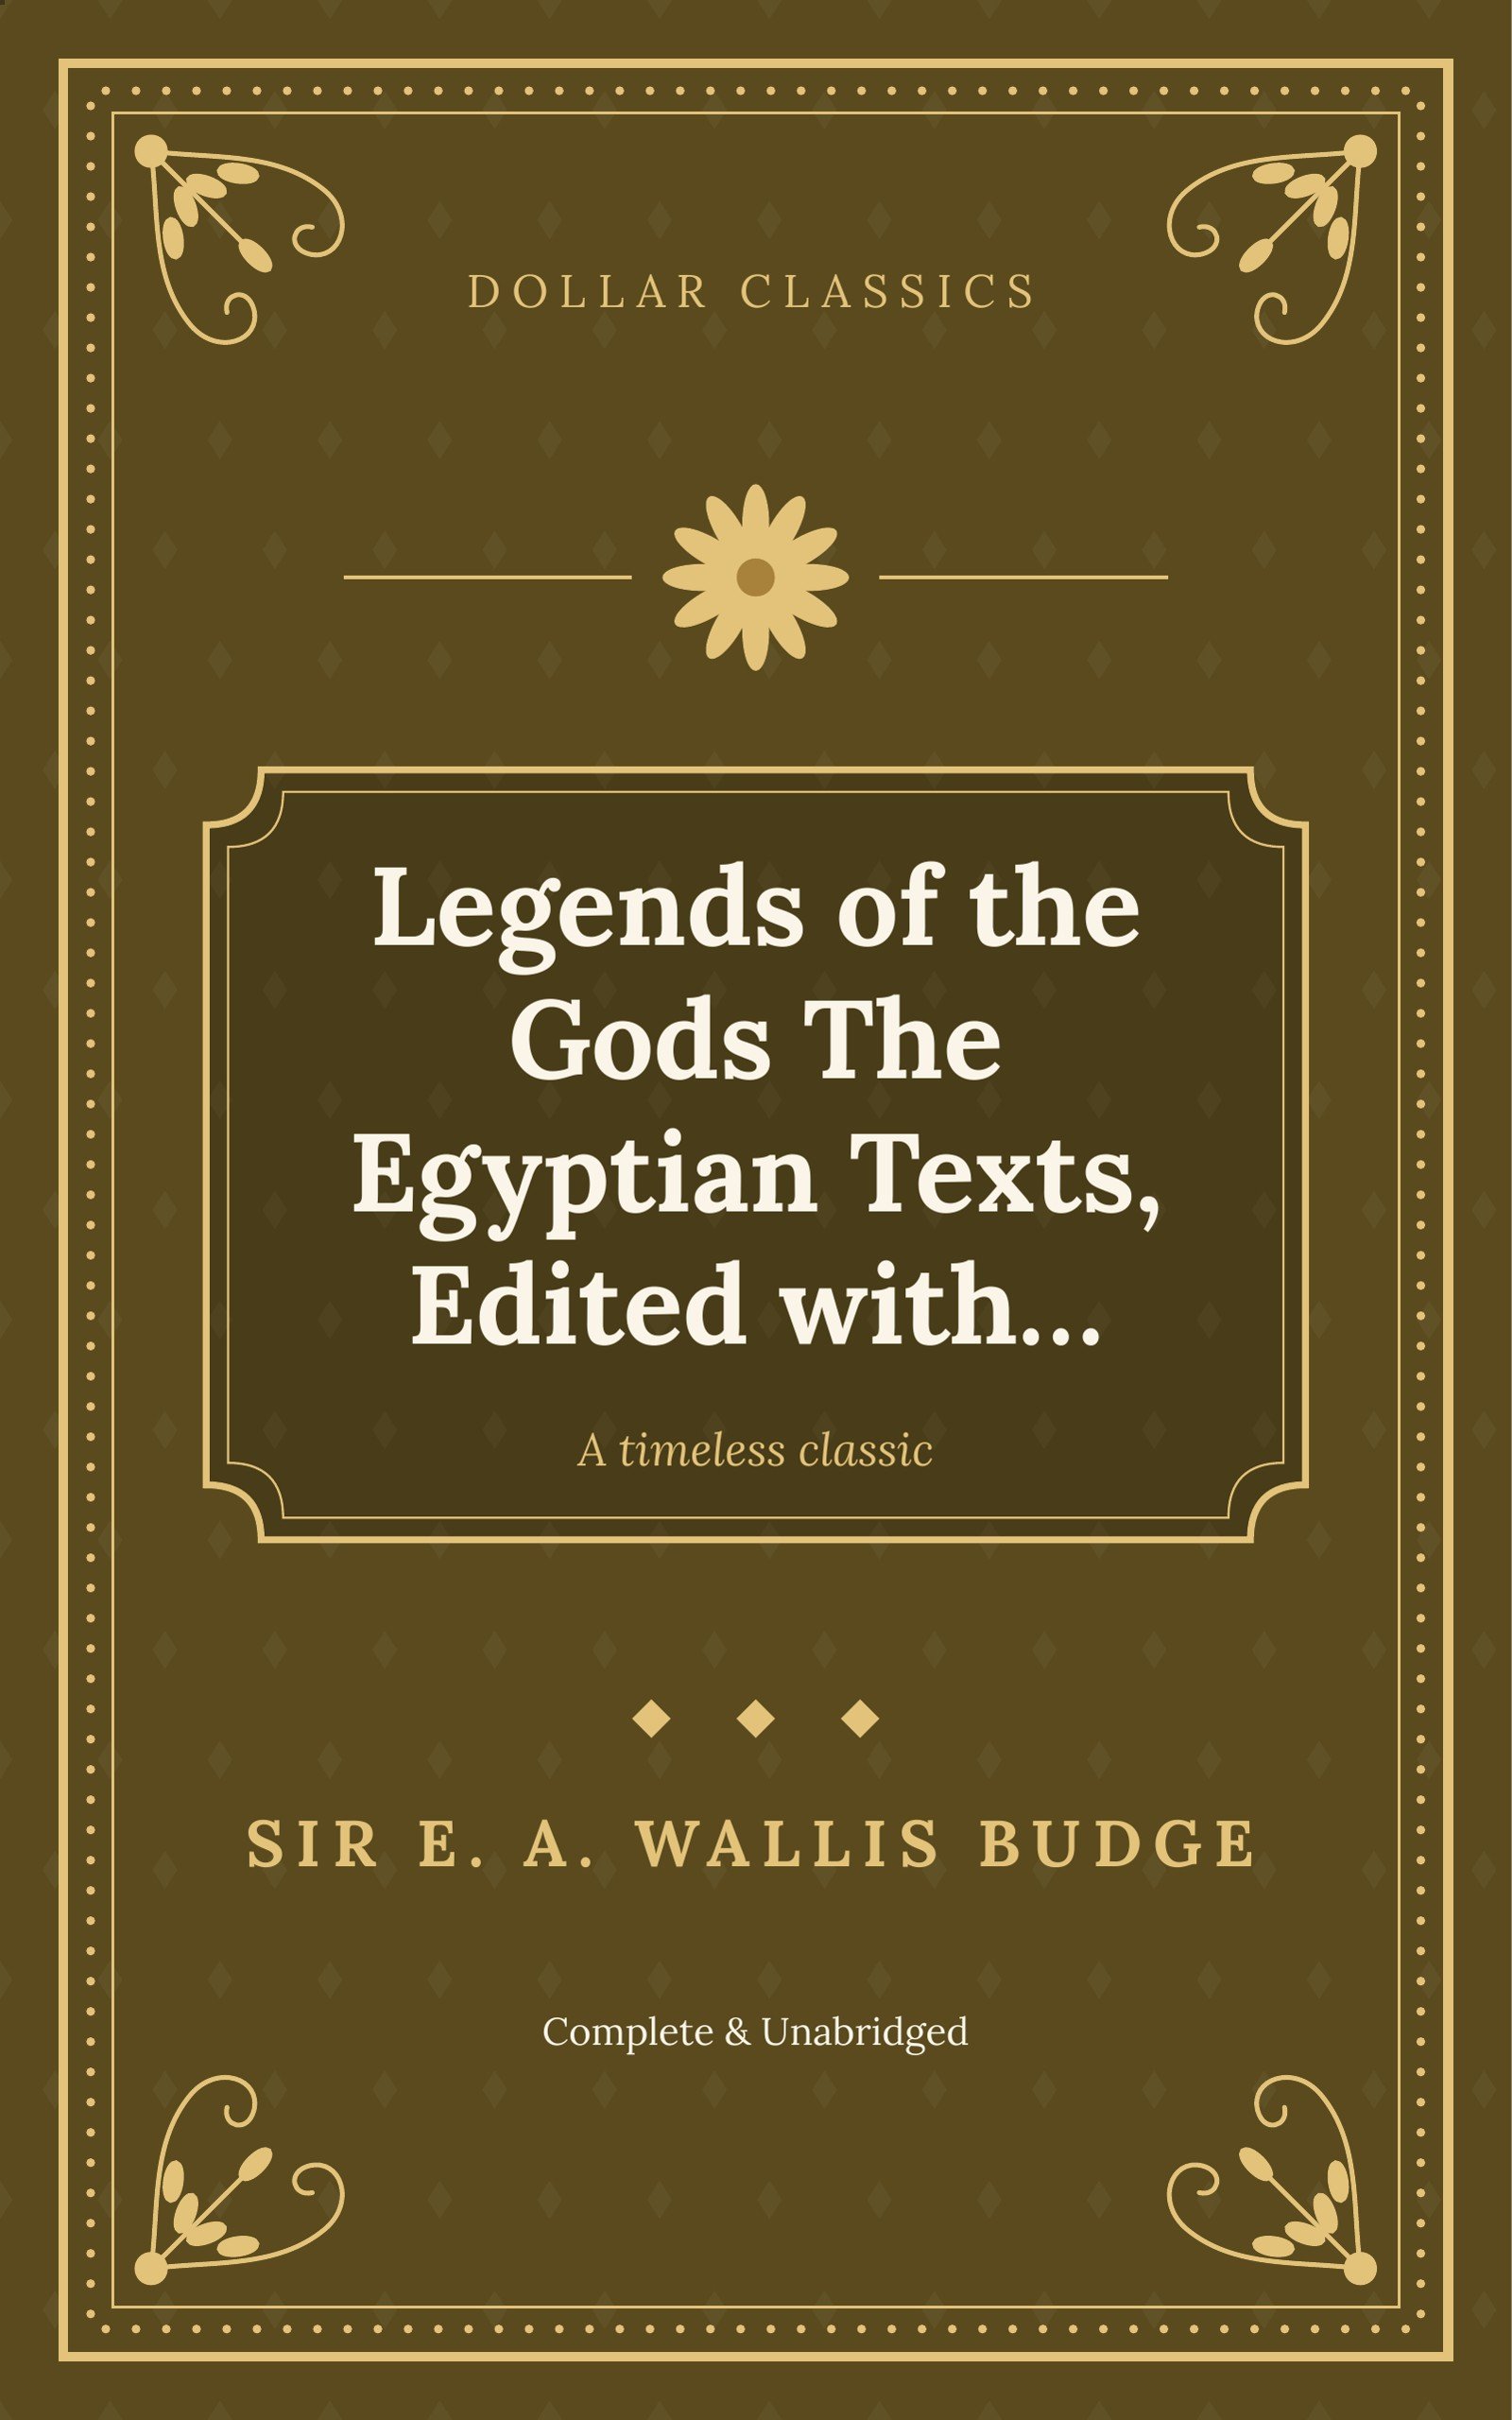 DOLLAR CLASSICS
Legends of the
Gods The
Egyptian Texts,
Edited with...
A timeless classic
SIR E. A. WALLIS BUDGE
Complete & Unabridged